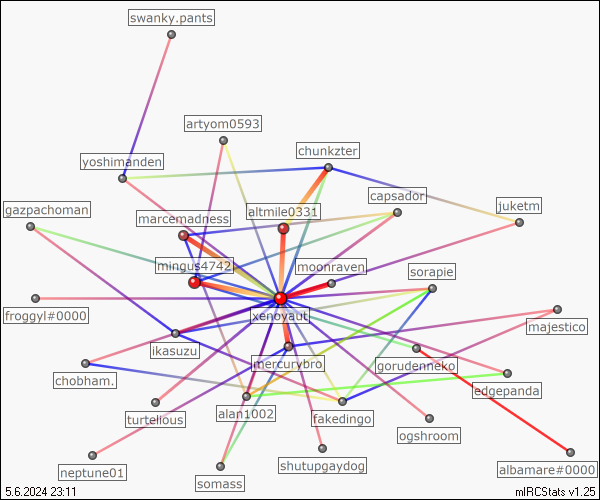 swanky.pants
artyom0593
chunkzter
yoshimanden
capsador
gazpachoman
altmile0331
juketm
marcemadness
mingus4742
moonraven
sorapie
froggyl#0000
xenoyaut
majestico
ikasuzu
mercurybro
gorudenneko
chobham.
edgepanda
turtelious
alan1002
fakedingo
ogshroom
neptune01
somass
shutupgaydog
albamare#0000
5.6.2024 23:11
mIRCStats v1.25